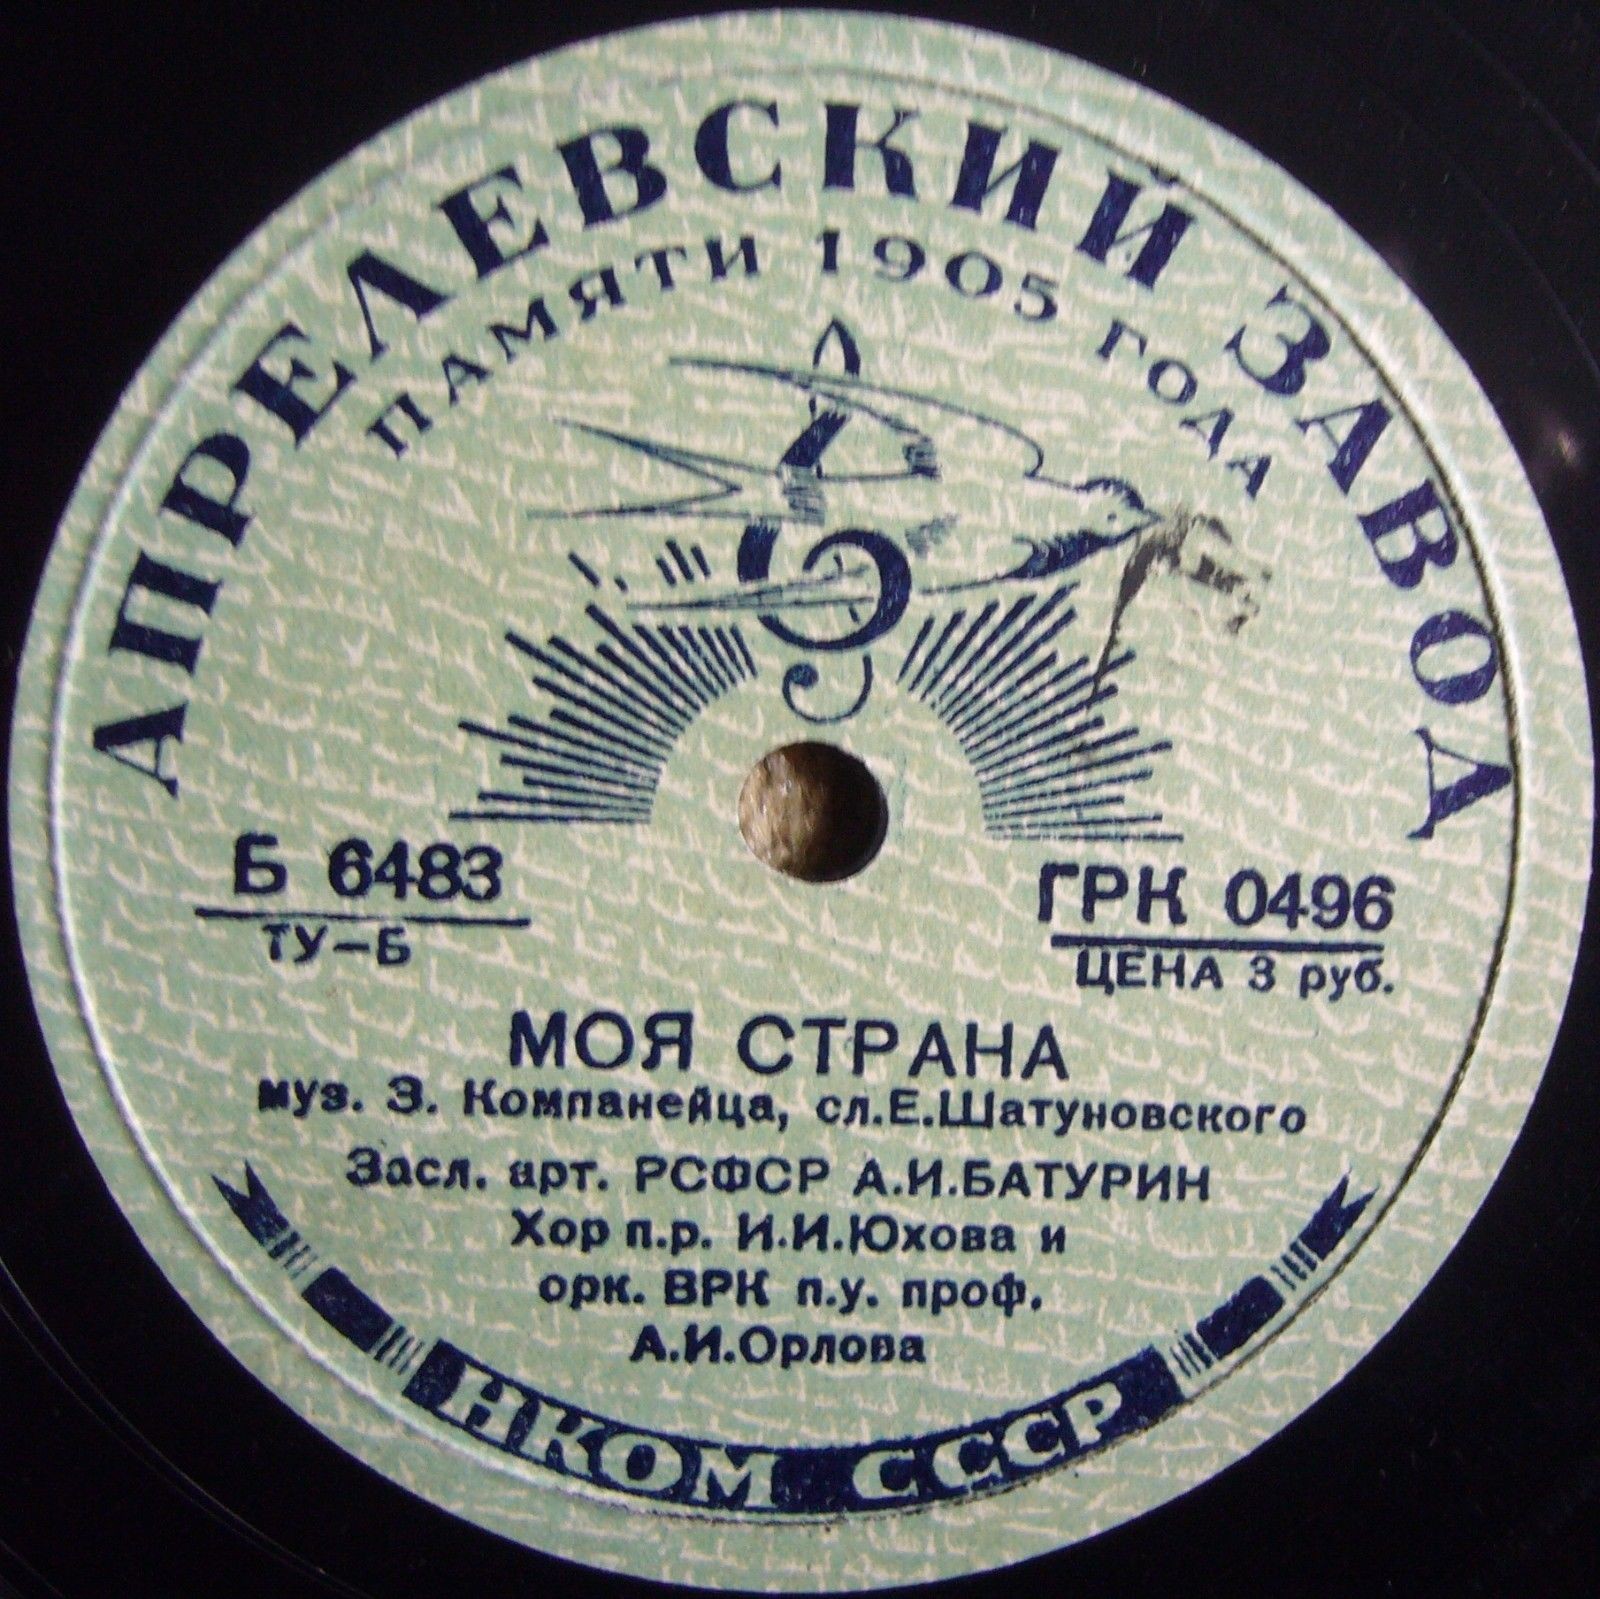 АПРЕЛЕВСКИЙ ЗАВОД
ПАМЯТИ 1905 ГОДА
Б 6483
ТУ-Б
ГРК 0496
ЦЕНА 3 руб.
МОЯ СТРАНА
муз. З. Компанейца, сл.Е.Шатуновского
Засл. арт. РСФСР А.И.БАТУРИН
Хор п.р. И.И.Юхова и
орк. ВРК п.у. проф.
А.И.Орлова
НКОМ СССР